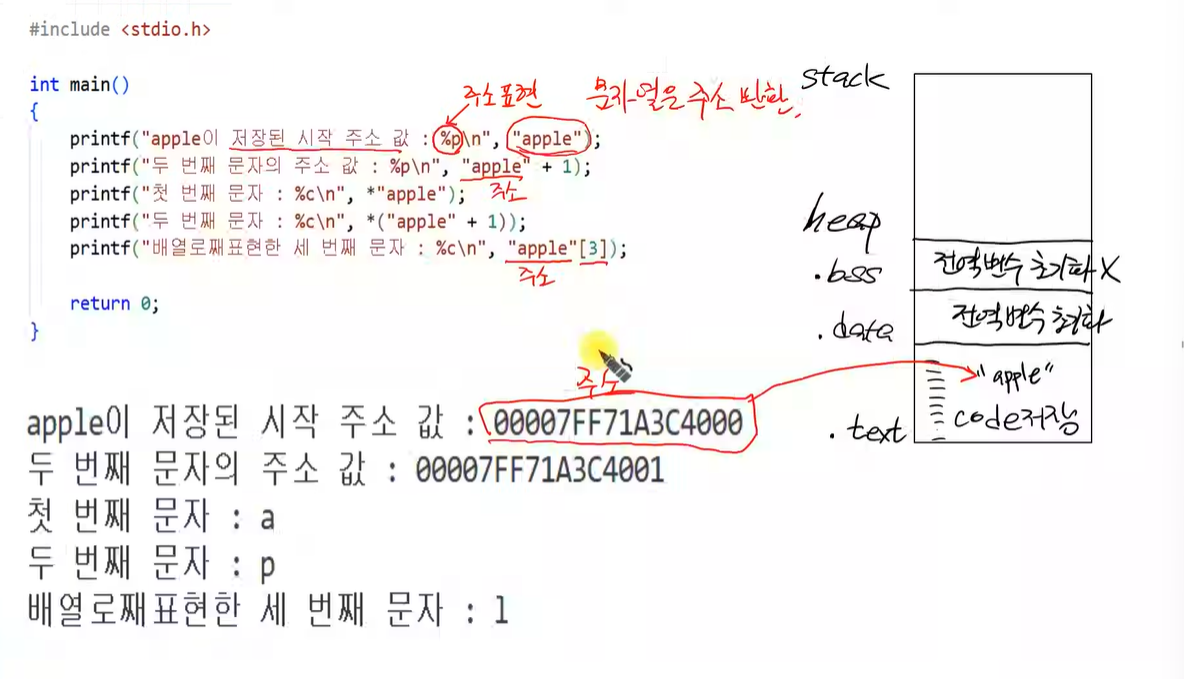 #include <stdio.h>
int main()
{
주소표현 문자열은 주소 반환.
printf("apple이 저장된 시작 주소 값 : %p\n", "apple");
printf("두 번째 문자의 주소 값 : %p\n", "apple" + 1);
printf("첫 번째 문자 : %c\n", *"apple"); 주소
printf("두 번째 문자 : %c\n", *("apple" + 1));
printf("배열로째표현한 세 번째 문자 : %c\n", "apple"[3]);
주소
return 0;
}
주소
apple이 저장된 시작 주소 값 : 00007FF71A3C4000
두 번째 문자의 주소 값 : 00007FF71A3C4001
첫 번째 문자 : a
두 번째 문자 : p
배열로째표현한 세 번째 문자 : l
stack
heap
.bss 전역변수 초기화 X
.data 전역변수 초기화
"apple"
.text code저장